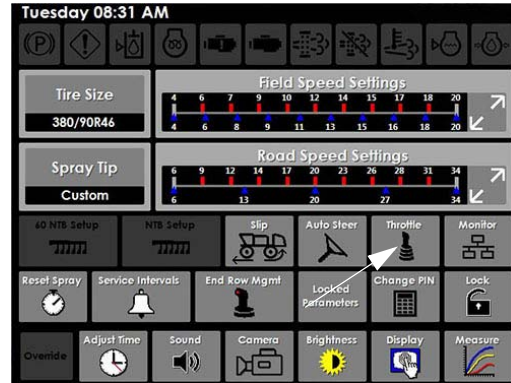 Tuesday 08:31 AM
(P)
Tire Size
380/90R46
Field Speed Settings
4 6 7 9 10 12 14 15 17 18 20
4 6 8 9 11 13 15 16 18 20
Spray Tip
Custom
Road Speed Settings
6 9 12 14 17 20 23 26 28 31 34
6 13 20 27 34
60 NTB Setup NTB Setup Slip Auto Steer Throttle Monitor
Reset Spray Service Intervals End Row Mgmt Locked Parameters Change PIN Lock
Override Adjust Time Sound Camera Brightness Display Measure